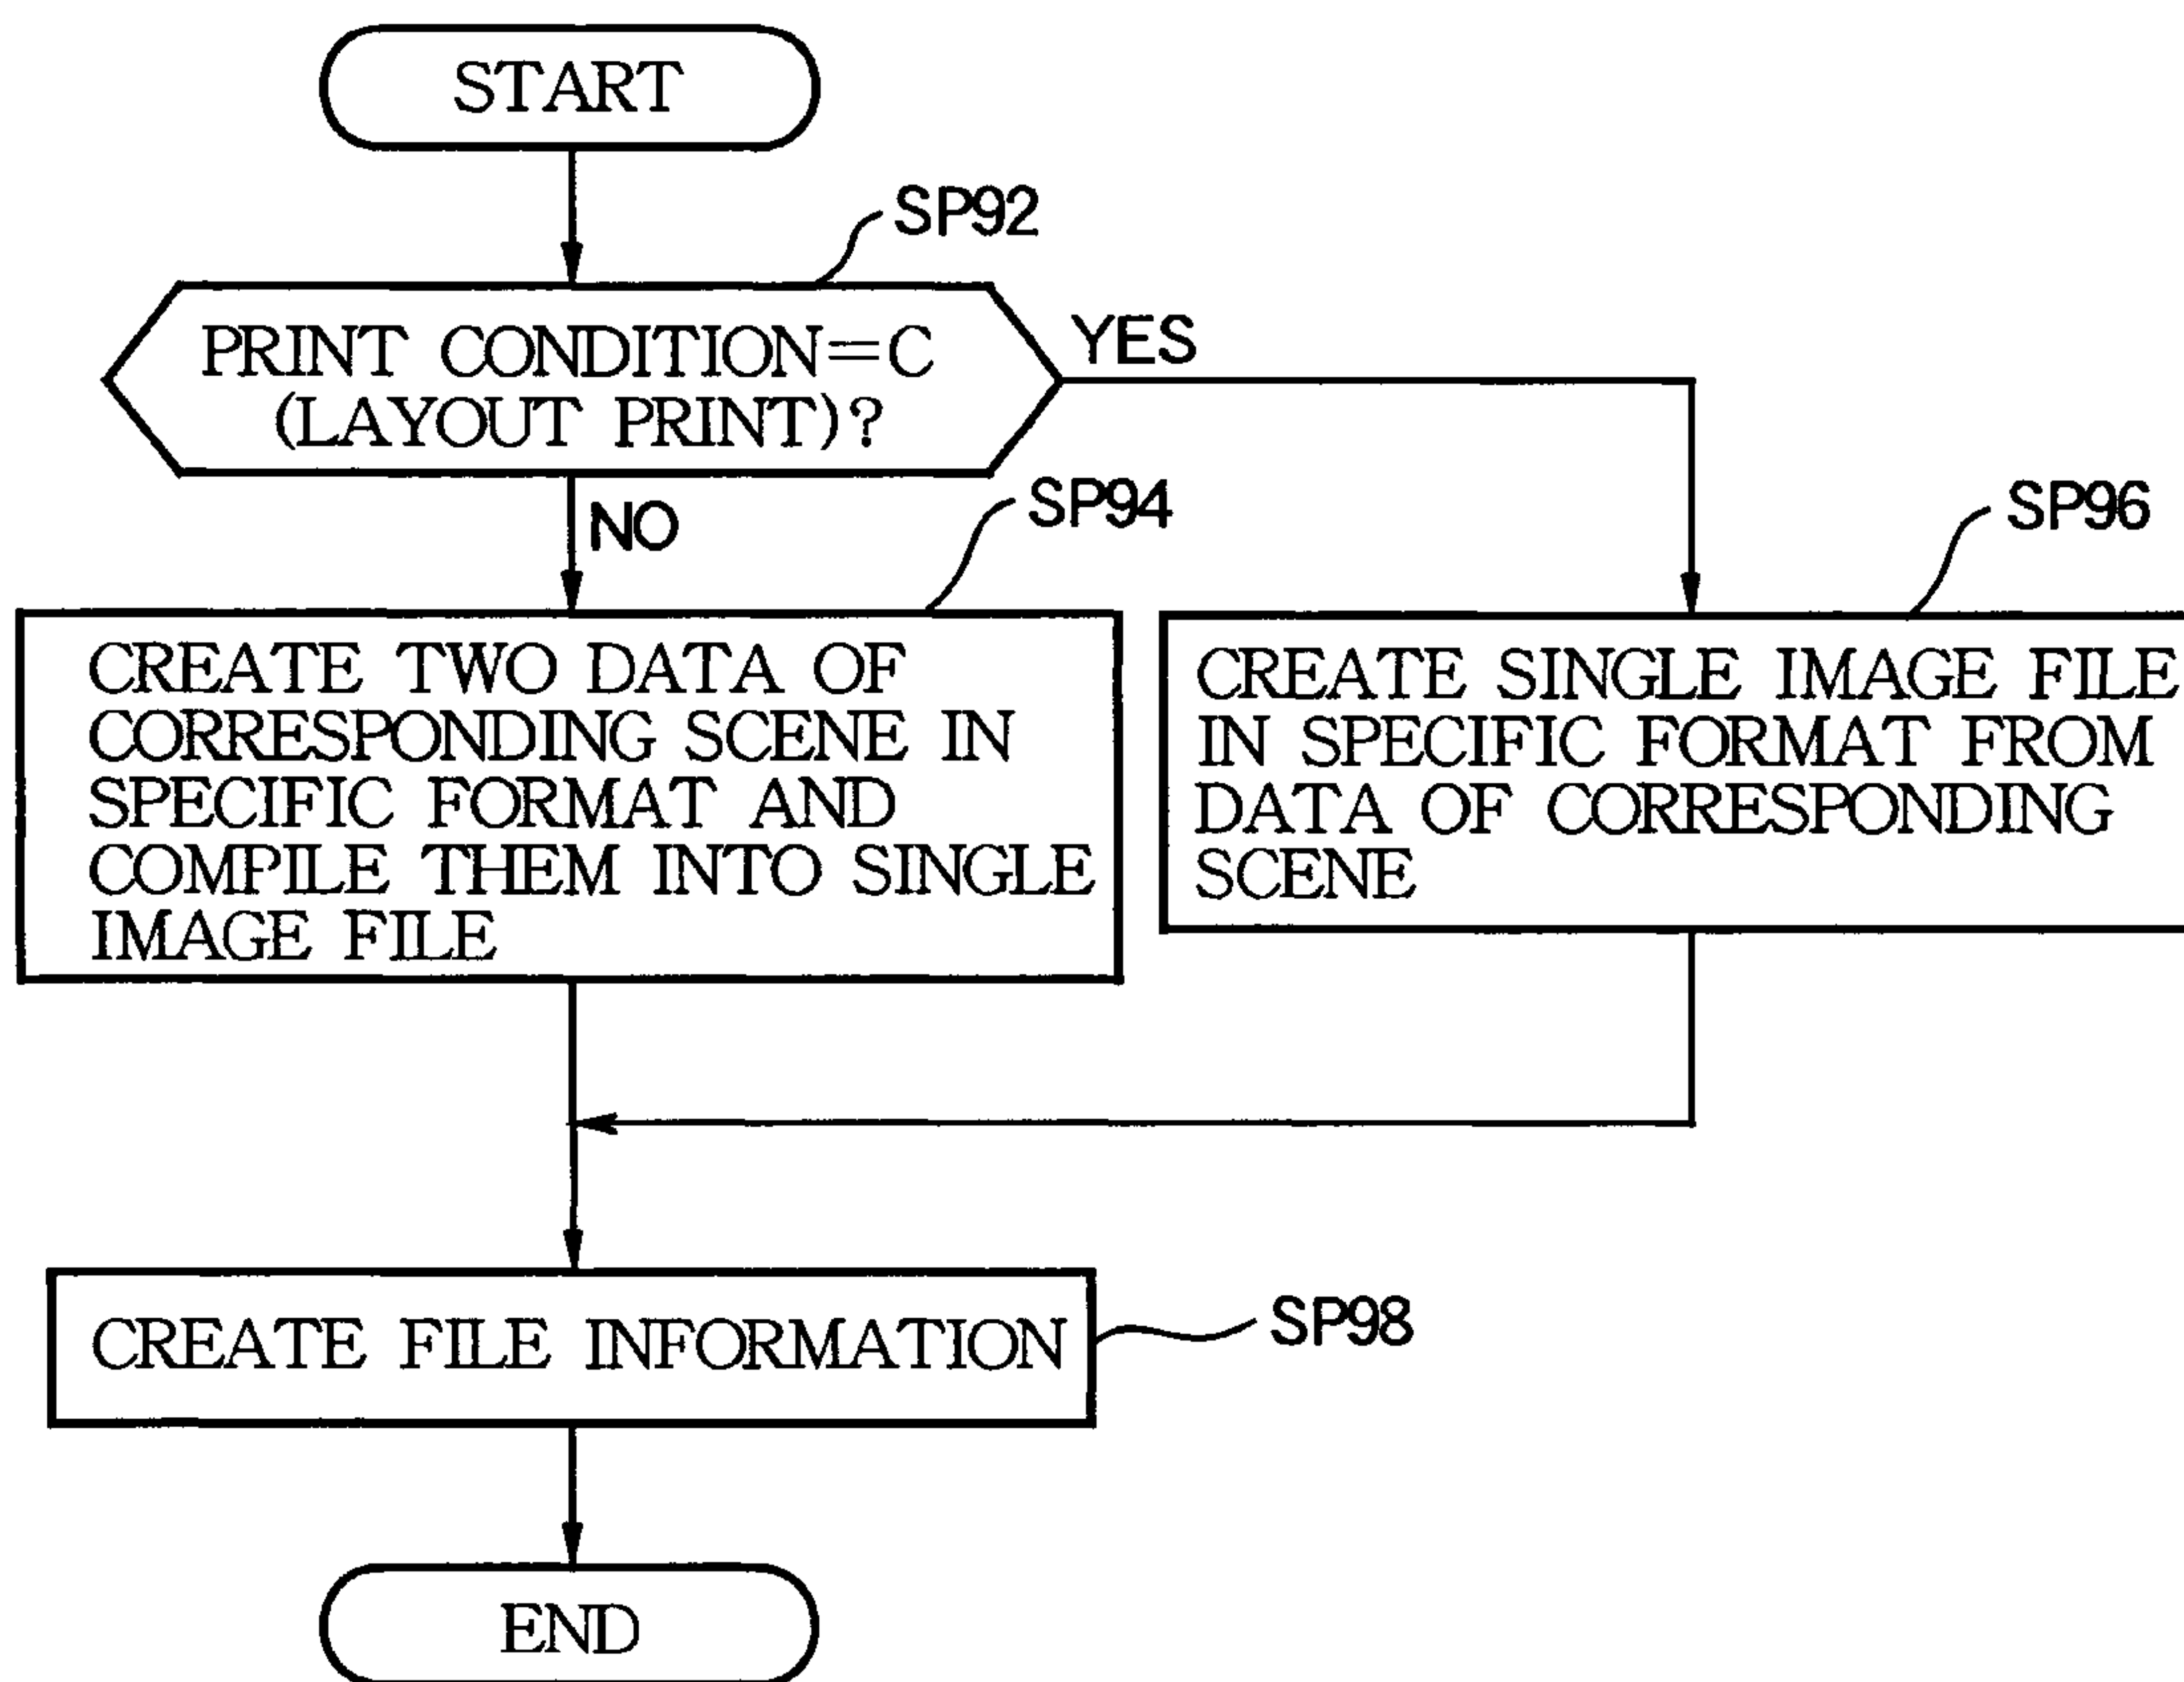 START
SP92
PRINT CONDITION=C
(LAYOUT PRINT)?
YES
NO
SP94
CREATE TWO DATA OF
CORRESPONDING SCENE IN
SPECIFIC FORMAT AND
COMPILE THEM INTO SINGLE
IMAGE FILE
SP96
CREATE SINGLE IMAGE FILE
IN SPECIFIC FORMAT FROM
DATA OF CORRESPONDING
SCENE
CREATE FILE INFORMATION
SP98
END